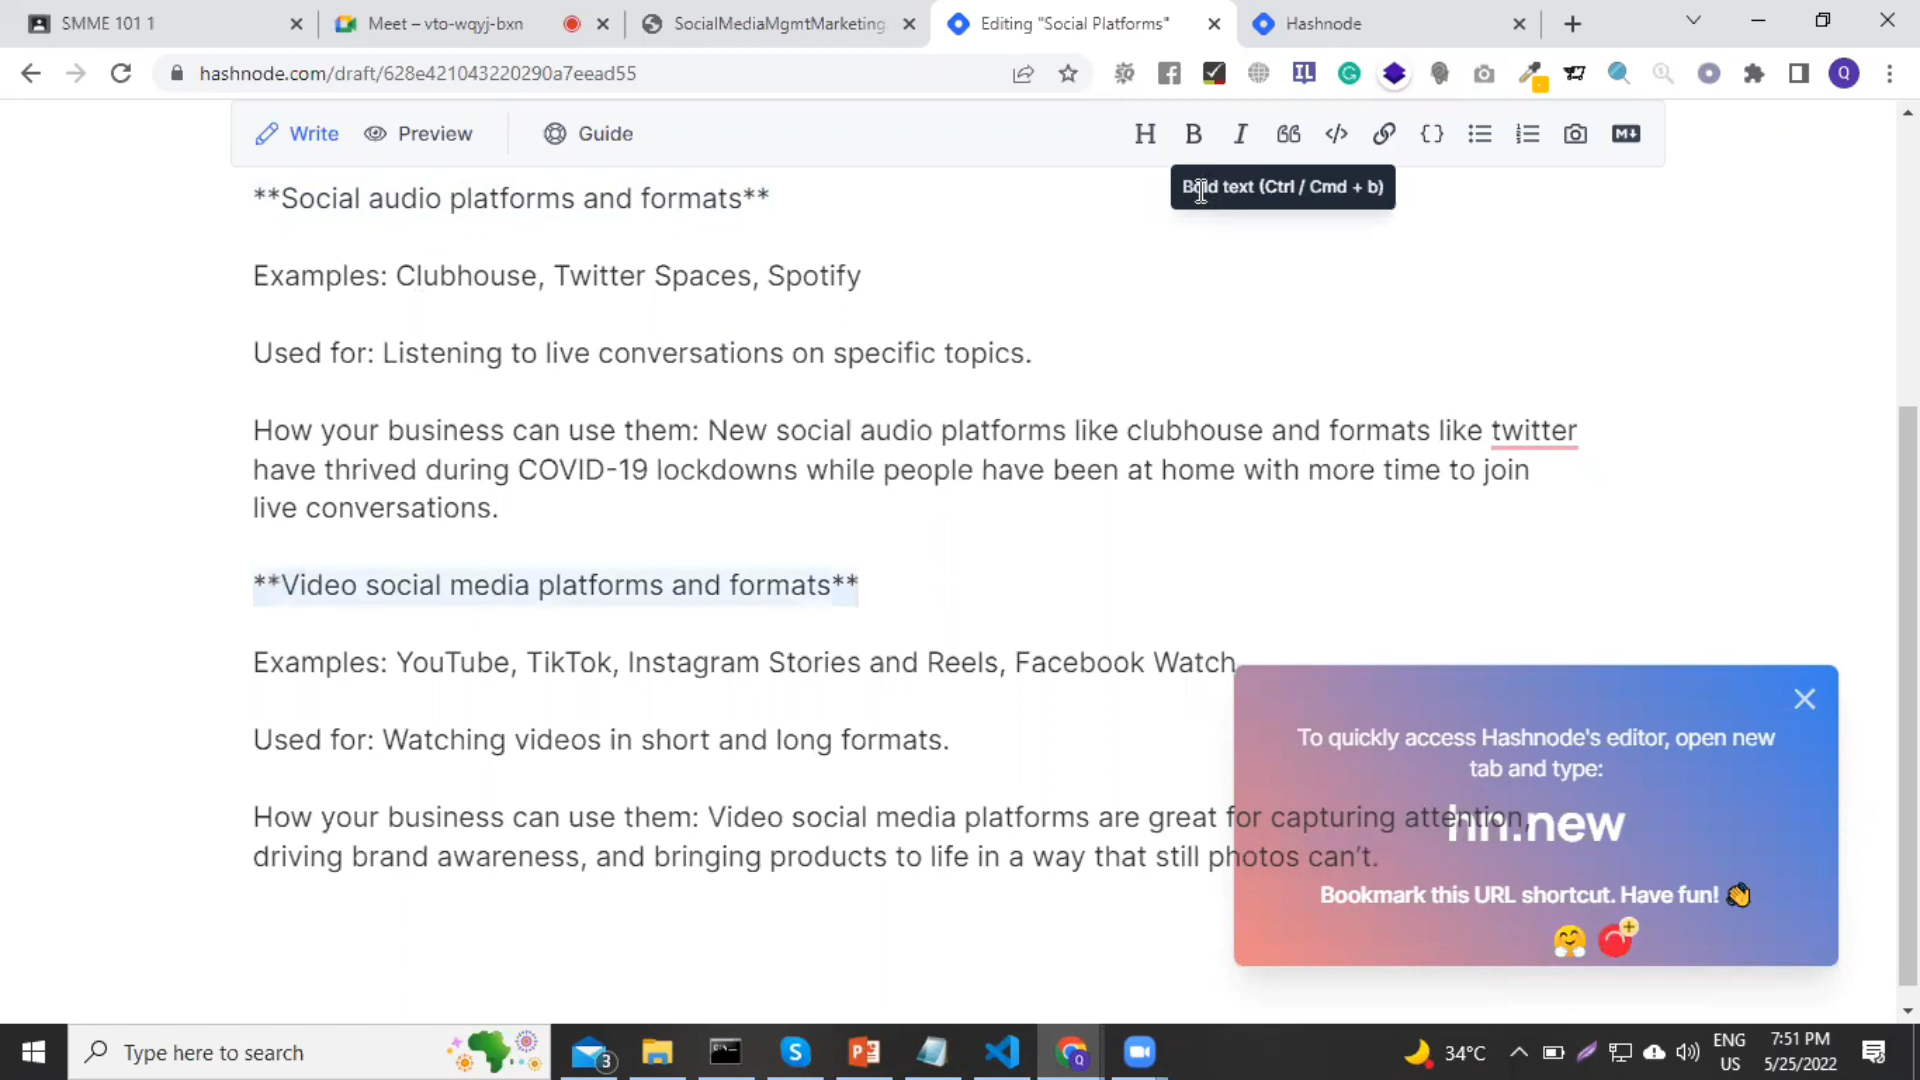 SMME 101 1
Meet – vto-wqyj-bxn
SocialMediaMgmtMarketing
Editing "Social Platforms"
Hashnode
hashnode.com/draft/628e421043220290a7eead55
IL
Q
Write
Preview
Guide
H B I
M
Bold text (Ctrl / Cmd + b)
**Social audio platforms and formats**
Examples: Clubhouse, Twitter Spaces, Spotify
Used for: Listening to live conversations on specific topics.
How your business can use them: New social audio platforms like clubhouse and formats like twitter
have thrived during COVID-19 lockdowns while people have been at home with more time to join
live conversations.
**Video social media platforms and formats**
Examples: YouTube, TikTok, Instagram Stories and Reels, Facebook Watch
Used for: Watching videos in short and long formats.
How your business can use them: Video social media platforms are great for capturing attention,
driving brand awareness, and bringing products to life in a way that still photos can’t.
To quickly access Hashnode's editor, open new
tab and type:
hn.new
Bookmark this URL shortcut. Have fun! 👏
Type here to search
3
34°C
ENG
US
7:51 PM
5/25/2022